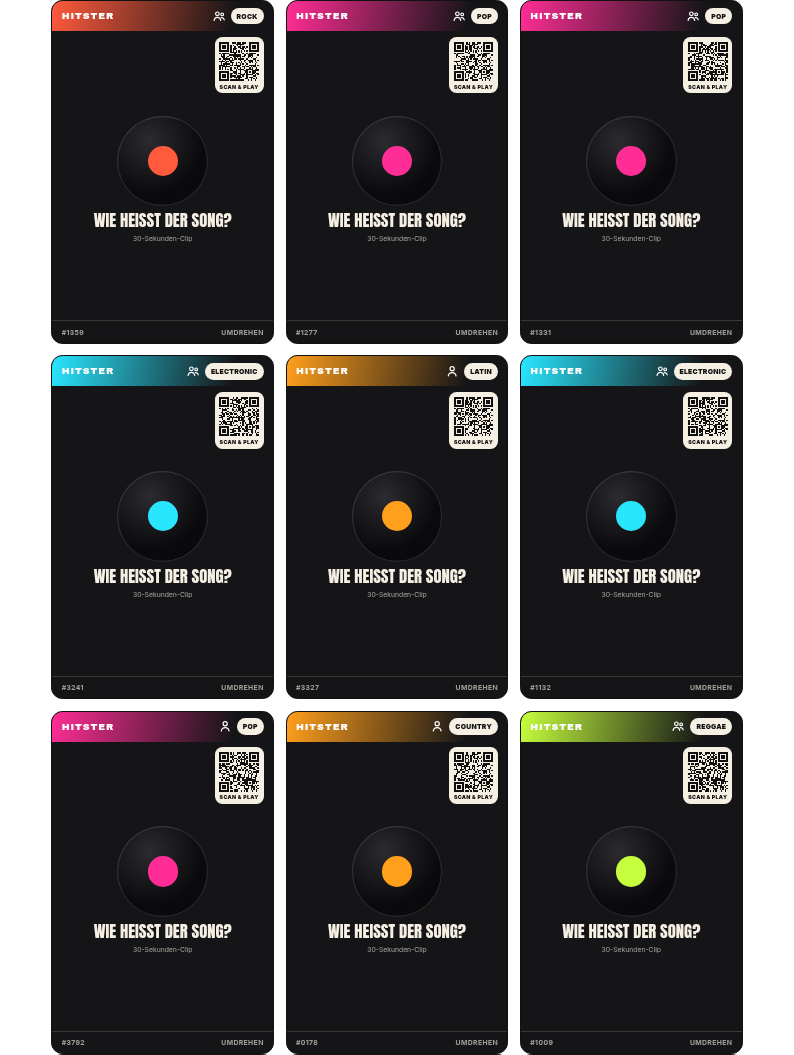 HITSTER ROCK
SCAN & PLAY
WIE HEISST DER SONG?
30-Sekunden-Clip
#1359 UMDREHEN
HITSTER POP
SCAN & PLAY
WIE HEISST DER SONG?
30-Sekunden-Clip
#1277 UMDREHEN
HITSTER POP
SCAN & PLAY
WIE HEISST DER SONG?
30-Sekunden-Clip
#1331 UMDREHEN
HITSTER ELECTRONIC
SCAN & PLAY
WIE HEISST DER SONG?
30-Sekunden-Clip
#3241 UMDREHEN
HITSTER LATIN
SCAN & PLAY
WIE HEISST DER SONG?
30-Sekunden-Clip
#3327 UMDREHEN
HITSTER ELECTRONIC
SCAN & PLAY
WIE HEISST DER SONG?
30-Sekunden-Clip
#1132 UMDREHEN
HITSTER POP
SCAN & PLAY
WIE HEISST DER SONG?
30-Sekunden-Clip
#3792 UMDREHEN
HITSTER COUNTRY
SCAN & PLAY
WIE HEISST DER SONG?
30-Sekunden-Clip
#0178 UMDREHEN
HITSTER REGGAE
SCAN & PLAY
WIE HEISST DER SONG?
30-Sekunden-Clip
#1009 UMDREHEN